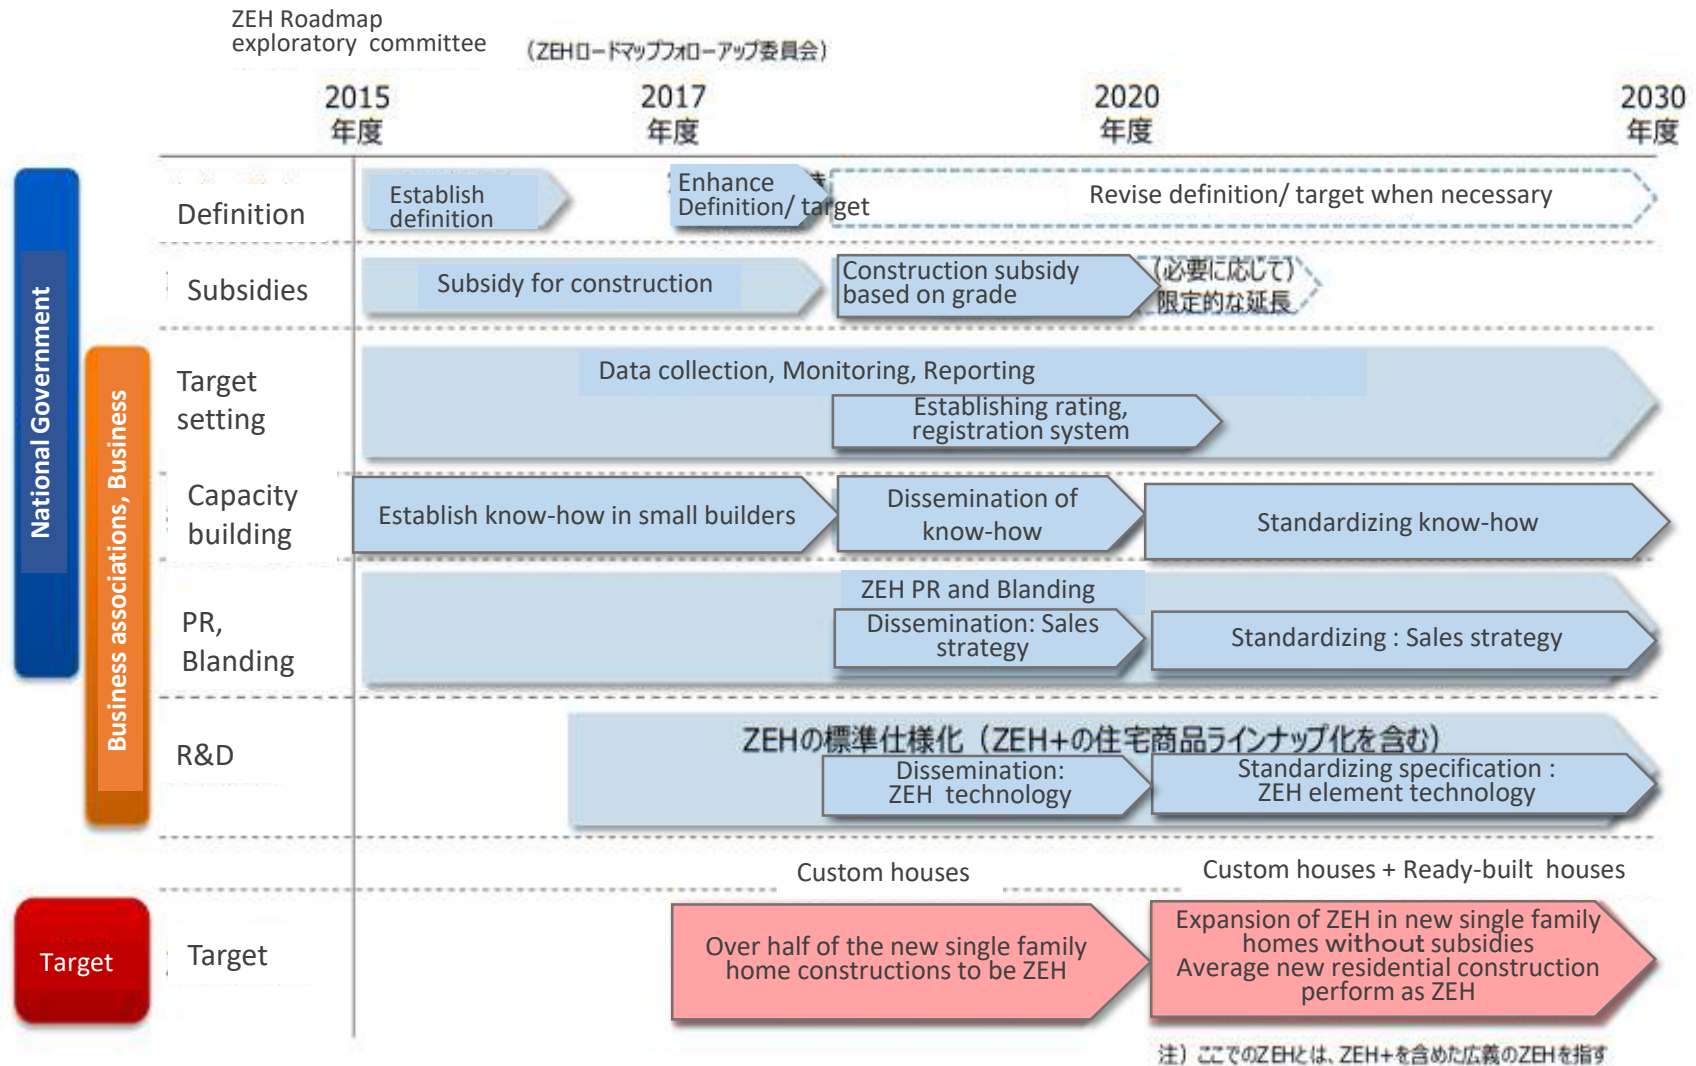 ZEH Roadmap
exploratory committee
（ZEHロードマップフォローアップ委員会）
2015
年度
2017
年度
2020
年度
2030
年度
National Government
Business associations, Business
Definition
Establish
definition
Enhance
Definition/ target
Revise definition/ target when necessary
Subsidies
Subsidy for construction
Construction subsidy
based on grade
（必要に応じて）
限定的な延長
Target
setting
Data collection, Monitoring, Reporting
Establishing rating,
registration system
Capacity
building
Establish know-how in small builders
Dissemination of
know-how
Standardizing know-how
PR,
Blanding
ZEH PR and Blanding
Dissemination: Sales
strategy
Standardizing : Sales strategy
R&D
ZEHの標準仕様化（ZEH+の住宅商品ラインナップ化を含む）
Dissemination:
ZEH technology
Standardizing specification :
ZEH element technology
Custom houses
Custom houses + Ready-built houses
Target
Target
Over half of the new single family
home constructions to be ZEH
Expansion of ZEH in new single family
homes without subsidies
Average new residential construction
perform as ZEH
注）ここでのZEHとは、ZEH+を含めた広義のZEHを指す